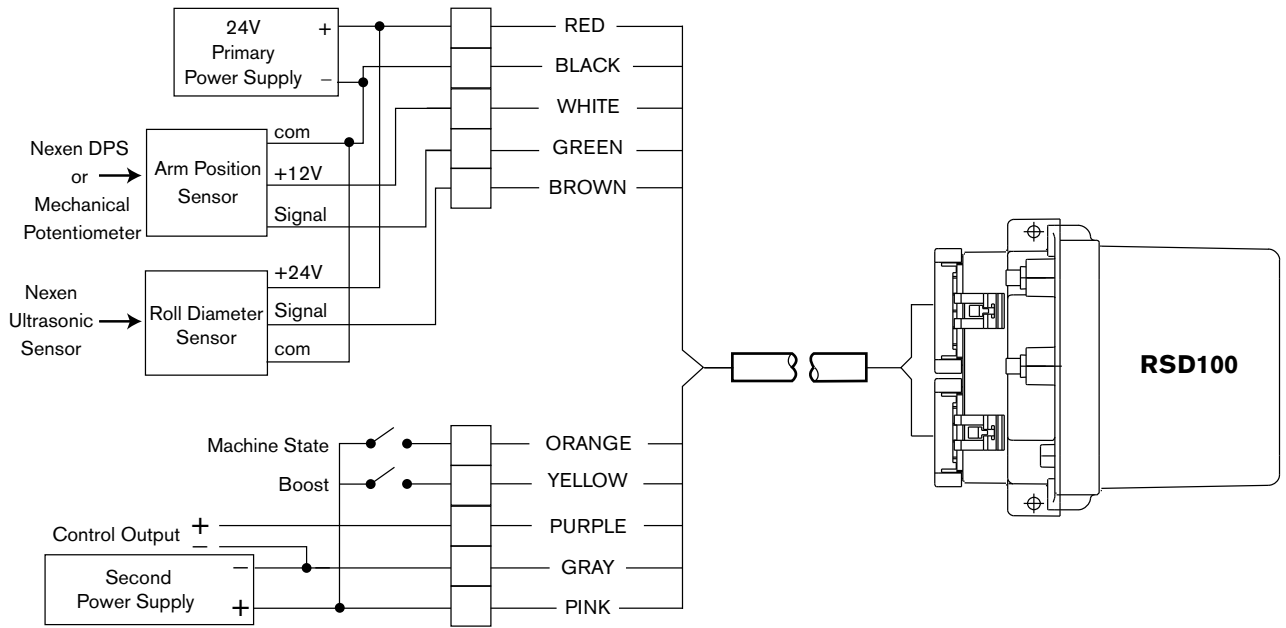 24V
Primary
Power Supply
+
−
RED
BLACK
WHITE
GREEN
BROWN
Nexen DPS
or
Mechanical
Potentiometer
Arm Position
Sensor
com
+12V
Signal
Nexen
Ultrasonic
Sensor
Roll Diameter
Sensor
+24V
Signal
com
RSD100
Machine State
Boost
ORANGE
YELLOW
PURPLE
GRAY
PINK
Control Output
+
−
Second
Power Supply
−
+